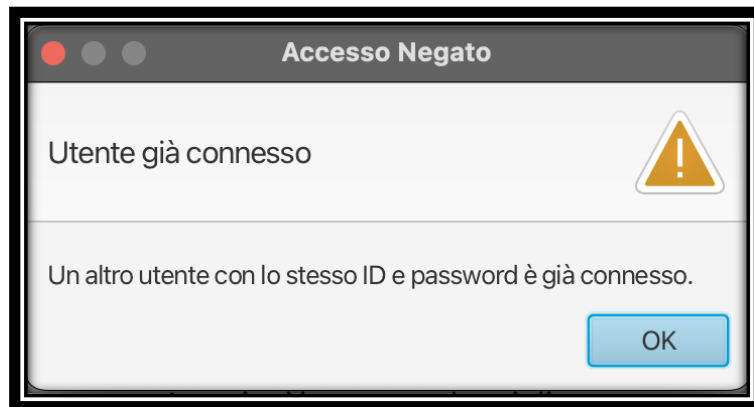 Accesso Negato
Utente già connesso
Un altro utente con lo stesso ID e password è già connesso.
OK